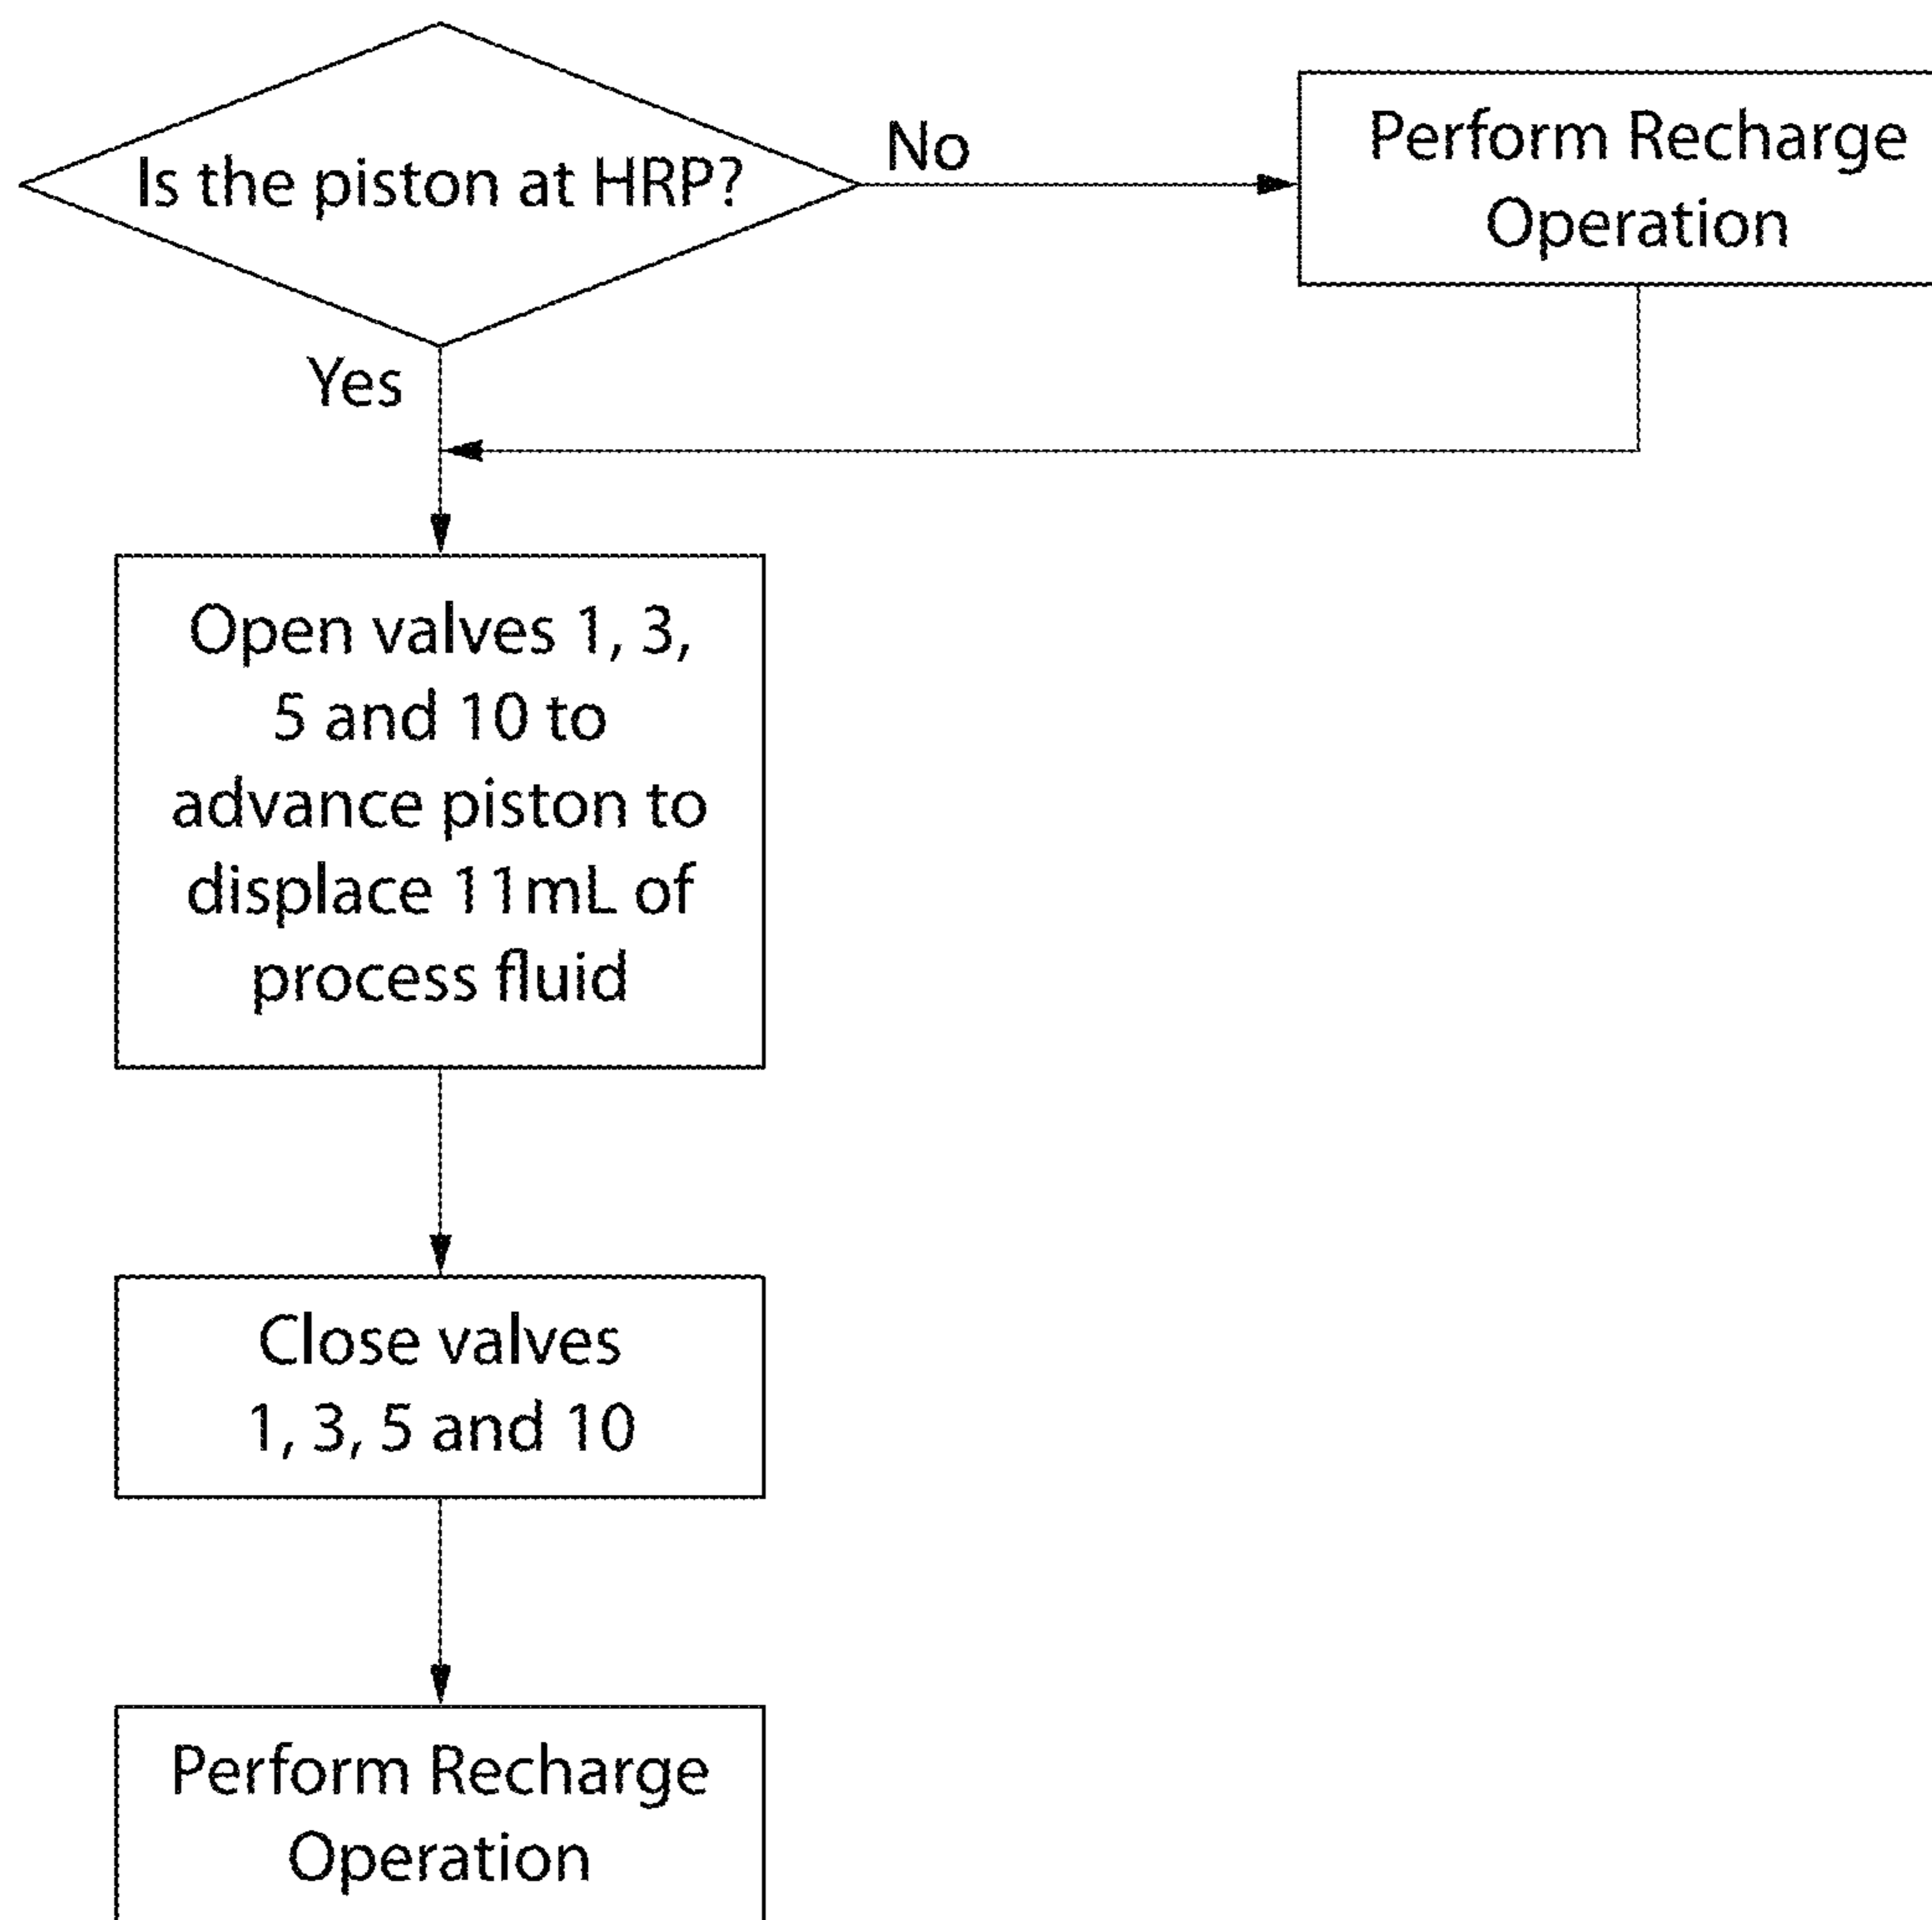 Is the piston at HRP?
No
Perform Recharge
Operation
Yes
Open valves 1, 3,
5 and 10 to
advance piston to
displace 11mL of
process fluid
Close valves
1, 3, 5 and 10
Perform Recharge
Operation